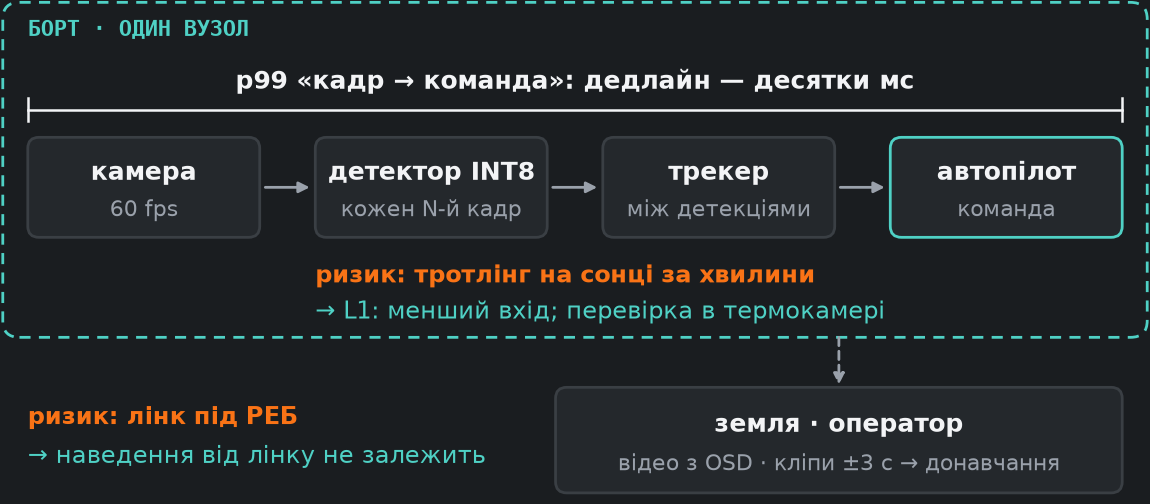 БОРТ · ОДИН ВУЗОЛ
p99 «кадр → команда»: дедлайн — десятки мс
камера
60 fps
детектор INT8
кожен N-й кадр
трекер
між детекціями
автопілот
команда
ризик: тротлінг на сонці за хвилини
→ L1: менший вхід; перевірка в термокамері
ризик: лінк під РЕБ
→ наведення від лінку не залежить
земля · оператор
відео з OSD · кліпи ±3 с → донавчання